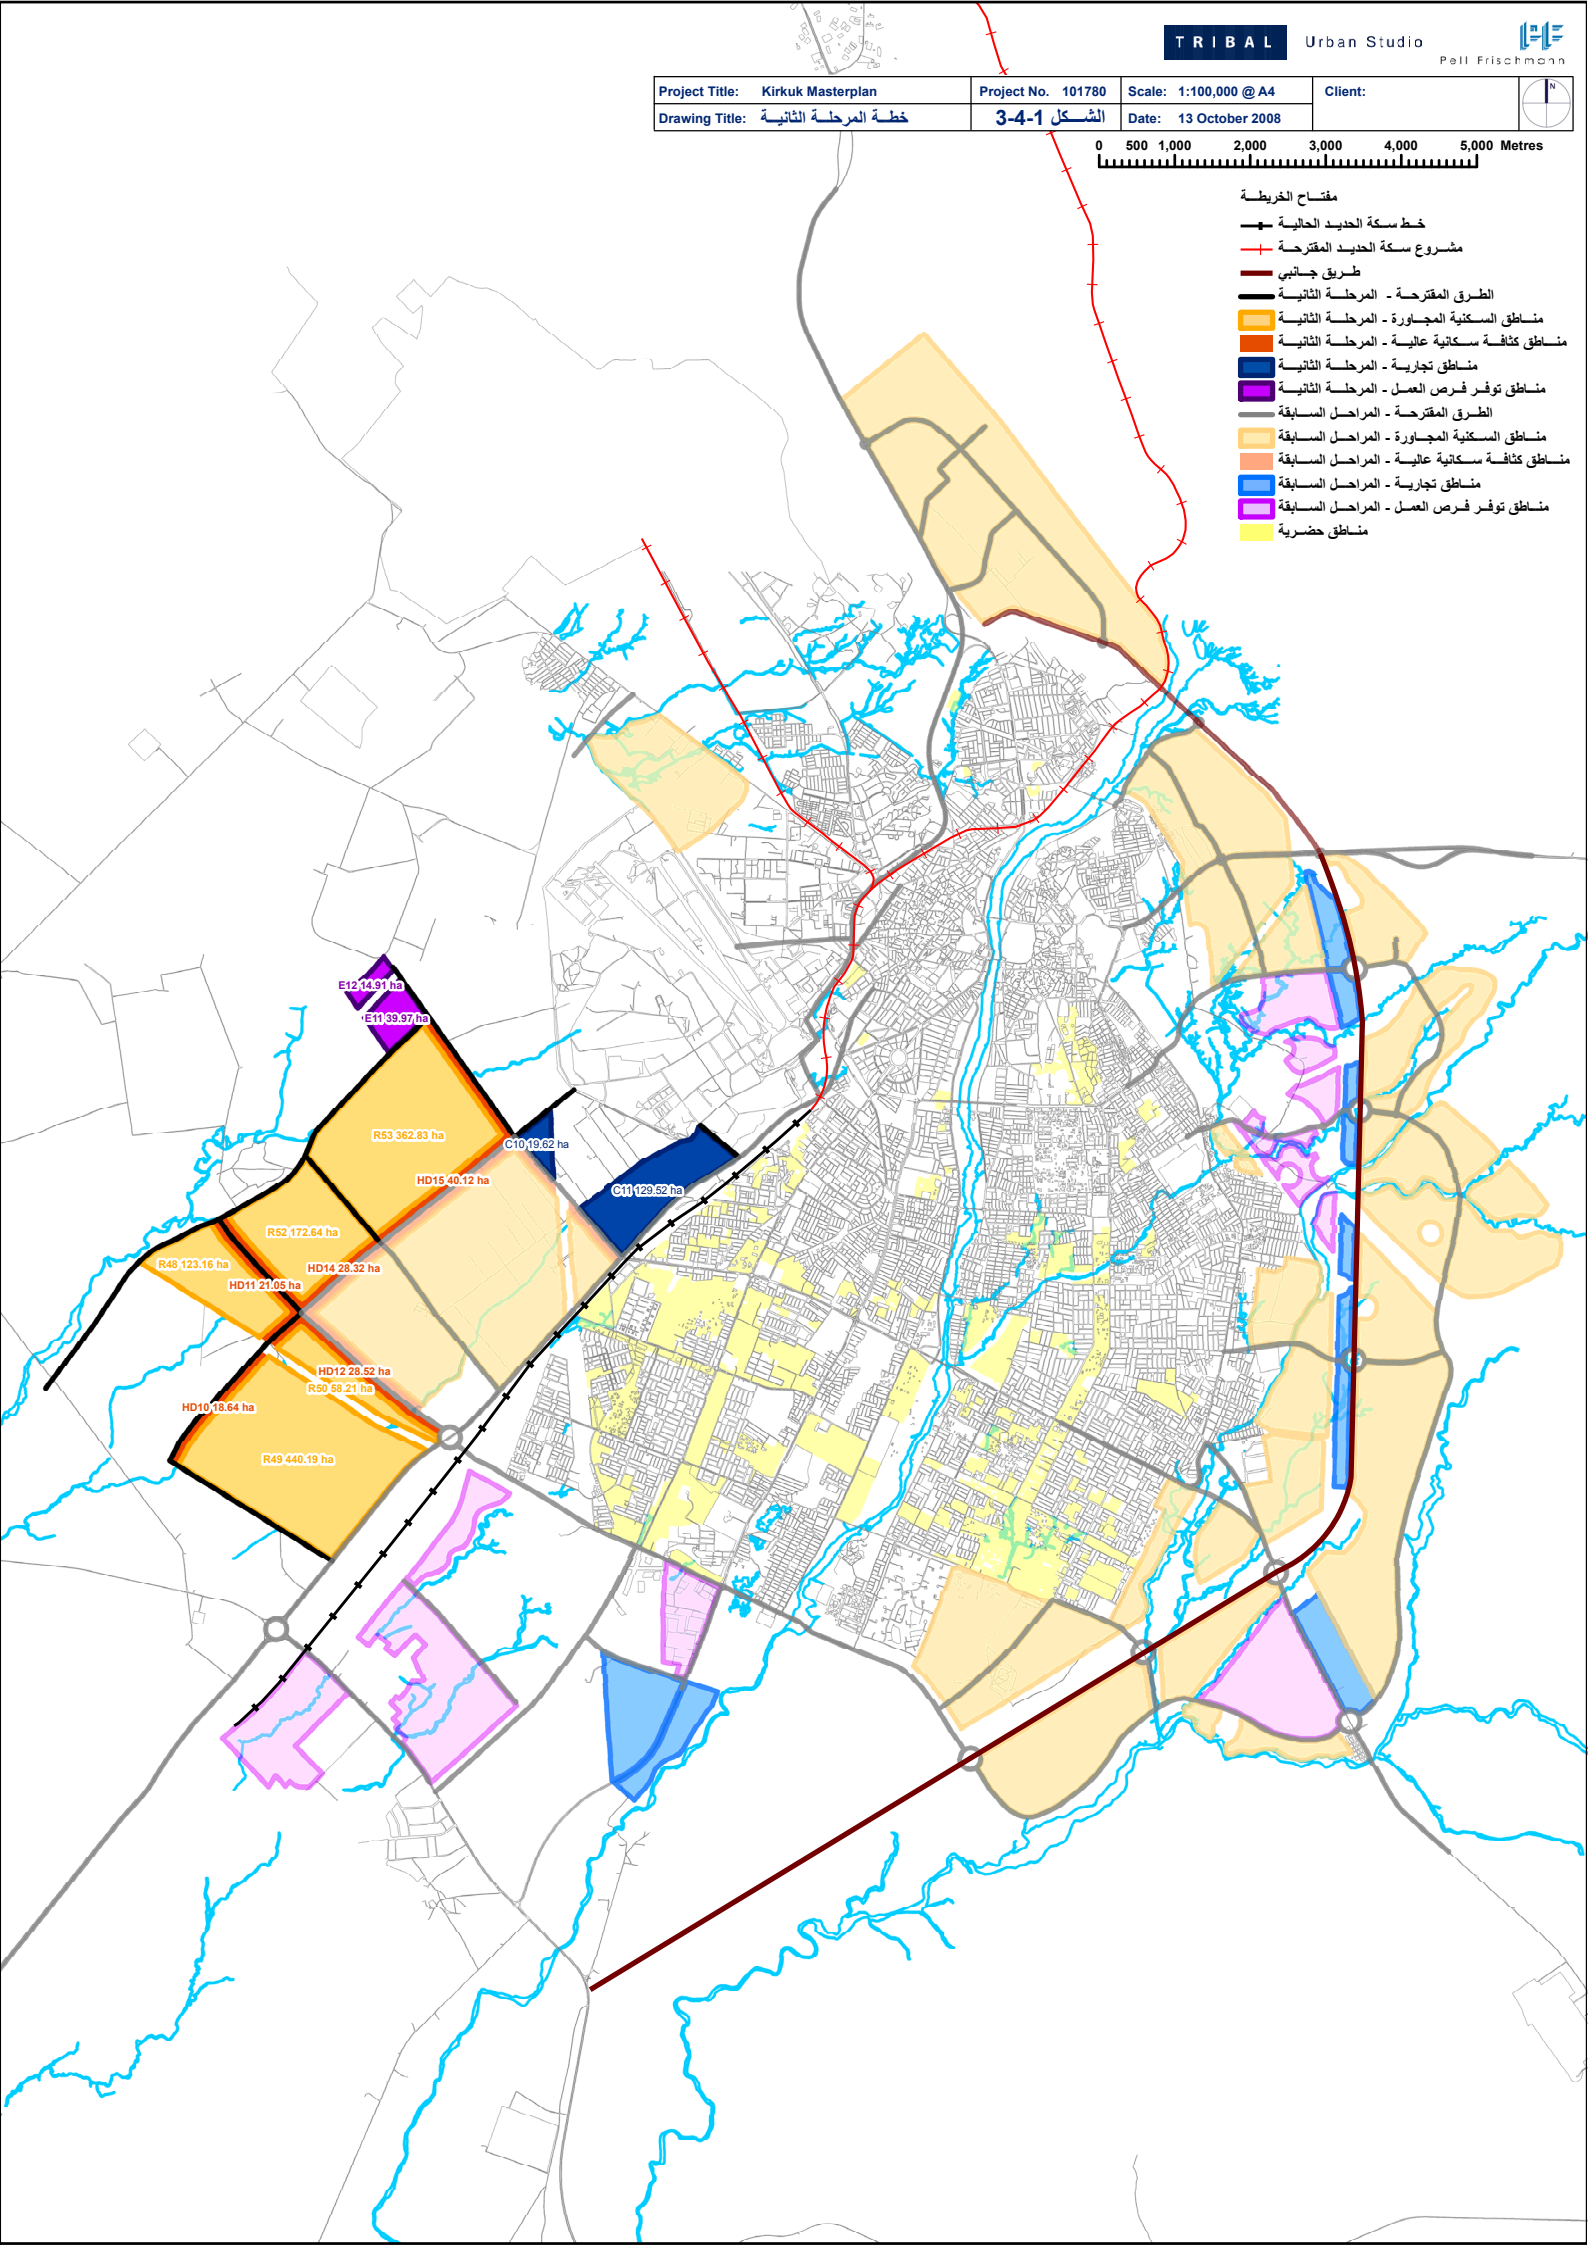 TRIBAL Urban Studio
Pell Frischmann
Project Title: Kirkuk Masterplan
Project No. 101780
Scale: 1:100,000 @ A4
Client:
N
Drawing Title: خطة المرحلة الثانية
الشكل 1-4-3
Date: 13 October 2008
0 500 1,000 2,000 3,000 4,000 5,000 Metres
مفتاح الخريطة
خط سكة الحديد الحالية
مشروع سكة الحديد المقترحة
طريق جانبي
الطرق المقترحة - المرحلة الثانية
مناطق السكنية المجاورة - المرحلة الثانية
مناطق كثافة سكانية عالية - المرحلة الثانية
مناطق تجارية - المرحلة الثانية
مناطق توفر فرص العمل - المرحلة الثانية
الطرق المقترحة - المراحل السابقة
مناطق السكنية المجاورة - المراحل السابقة
مناطق كثافة سكانية عالية - المراحل السابقة
مناطق تجارية - المراحل السابقة
مناطق توفر فرص العمل - المراحل السابقة
مناطق حضرية
E12 14.91 ha
E11 39.97 ha
R53 362.83 ha
C10 19.62 ha
HD15 40.12 ha
C11 129.52 ha
R52 172.64 ha
R48 123.16 ha
HD14 28.32 ha
HD11 21.05 ha
HD12 28.52 ha
R50 58.21 ha
HD10 18.64 ha
R49 440.19 ha